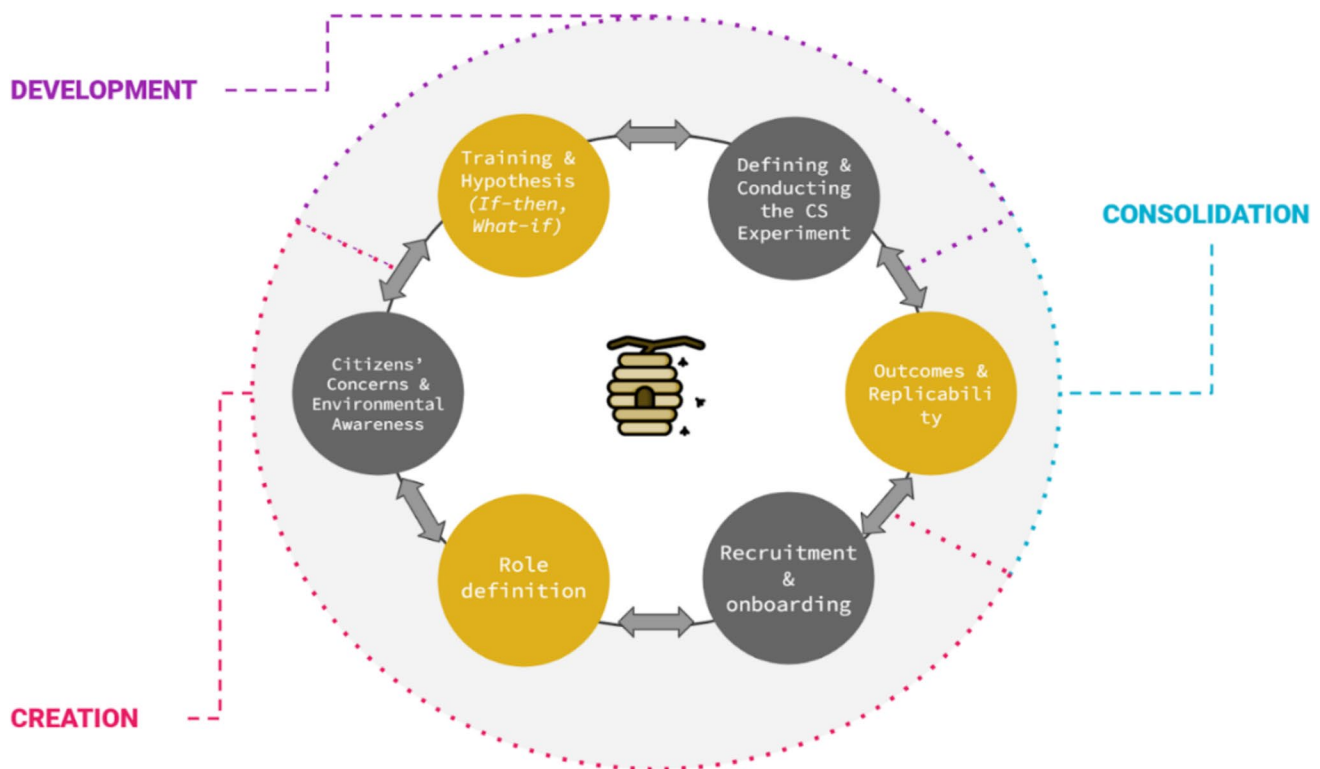 DEVELOPMENT
Training &
Hypothesis
(If-then,
What-if)
Defining &
Conducting
the CS
Experiment
CONSOLIDATION
Citizens’
Concerns &
Environmental
Awareness
Outcomes &
Replicabili
ty
Role
definition
Recruitment
&
onboarding
CREATION